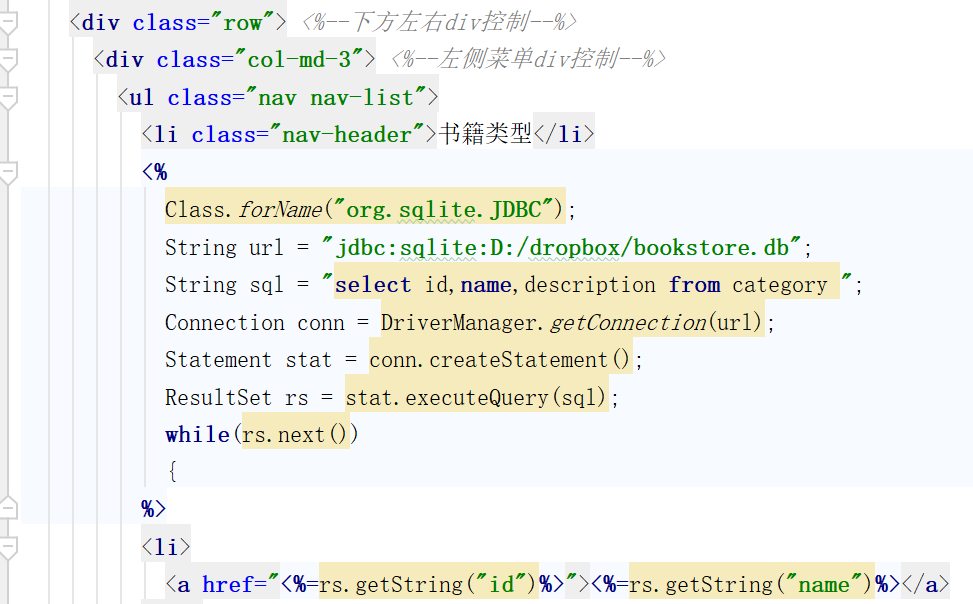 <div class="row"> <%--下方左右div控制--%>
<div class="col-md-3"> <%--左侧菜单div控制--%>
<ul class="nav nav-list">
<li class="nav-header">书籍类型</li>
<%
Class.forName("org.sqlite.JDBC");
String url = "jdbc:sqlite:D:/dropbox/bookstore.db";
String sql = "select id,name,description from category ";
Connection conn = DriverManager.getConnection(url);
Statement stat = conn.createStatement();
ResultSet rs = stat.executeQuery(sql);
while(rs.next())
{
%>
<li>
<a href="<%=rs.getString("id")%>"><%=rs.getString("name")%></a>